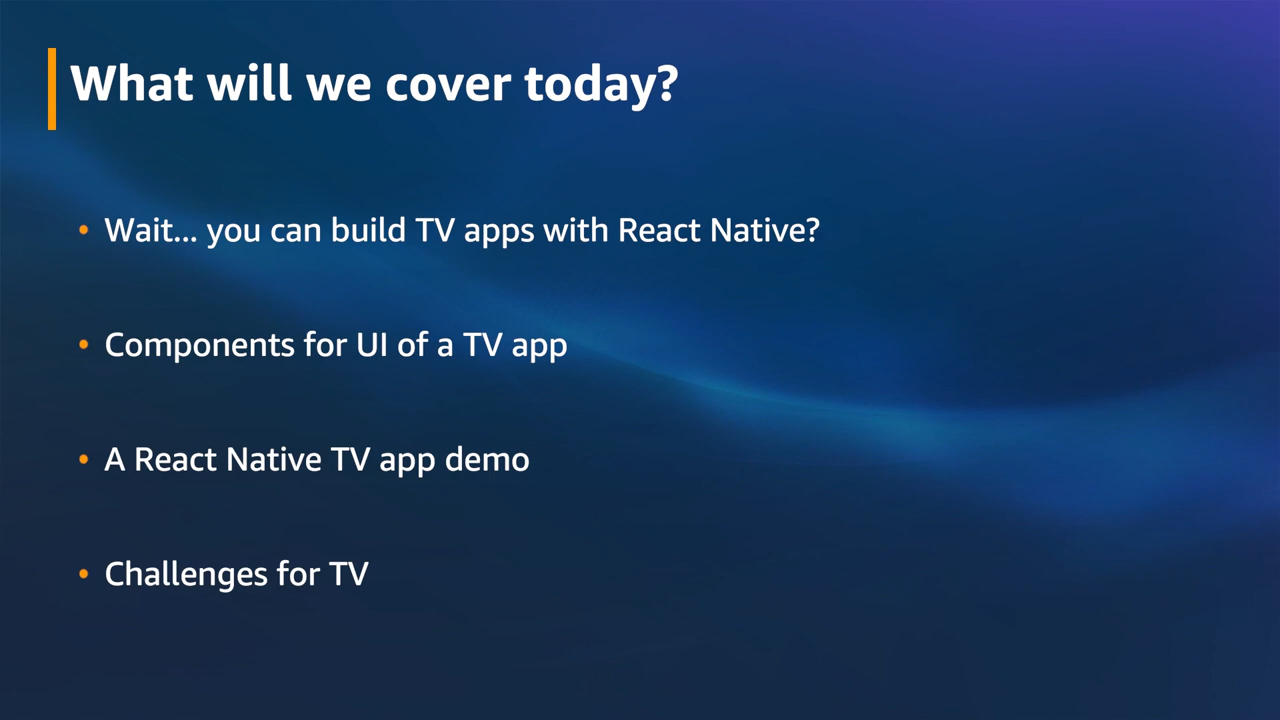 What will we cover today?
• Wait... you can build TV apps with React Native?
• Components for UI of a TV app
• A React Native TV app demo
• Challenges for TV